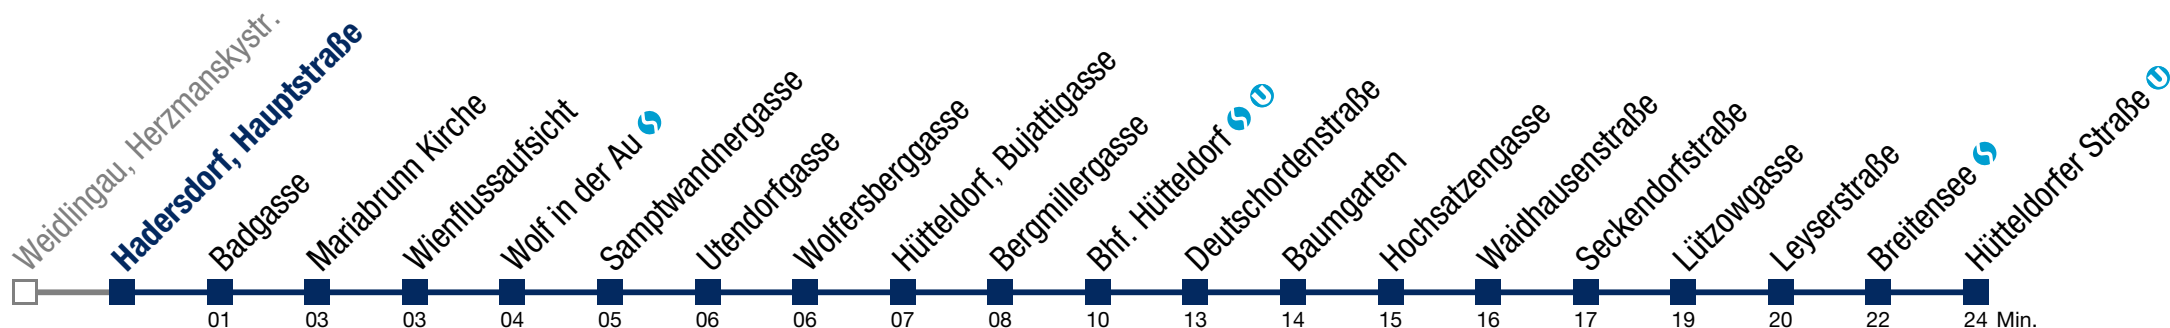 Weidlingau, Herzmanskystr.
Hadersdorf, Hauptstraße
Badgasse
Mariabrunn Kirche
Wienflussaufsicht
Wolf in der Au
Samptwandnergasse
Utendorfgasse
Wolfersberggasse
Hütteldorf, Bujattigasse
Bergmillergasse
Bhf. Hütteldorf U
Deutschordenstraße
Baumgarten
Hochsatzengasse
Waidhausenstraße
Seckendorfstraße
Lützowgasse
Leyserstraße
Breitensee
Hütteldorfer Straße U
01 03 03 04 05 06 06 07 08 10 13 14 15 16 17 19 20 22 24 Min.